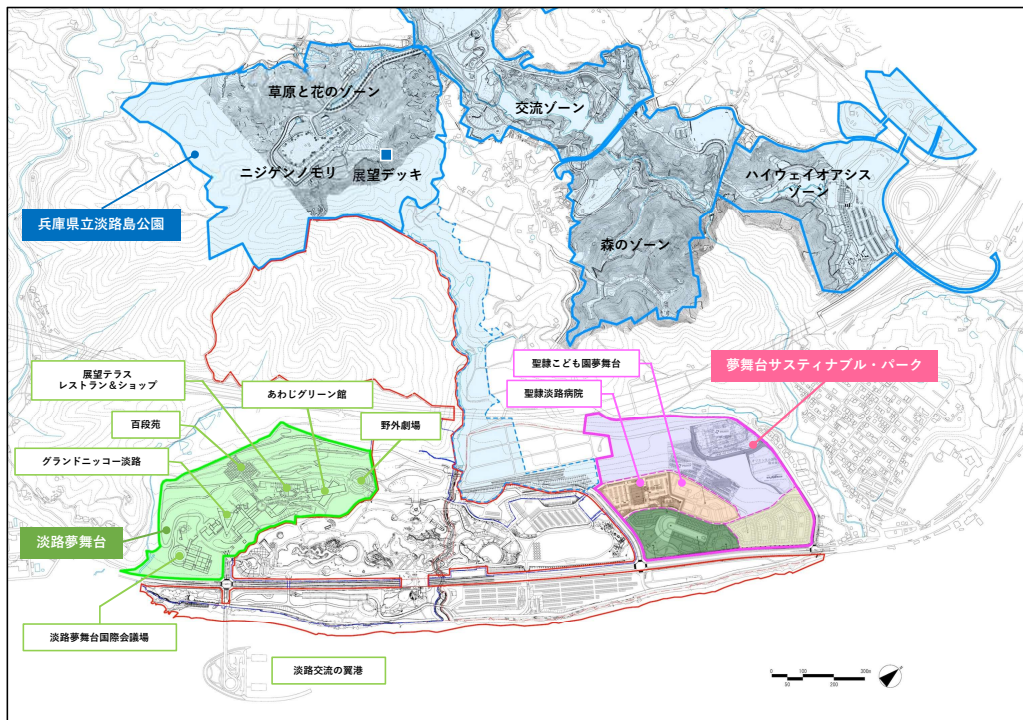 草原と花のゾーン
交流ゾーン
ニジゲンノモリ
展望デッキ
ハイウェイオアシス
ゾーン
兵庫県立淡路島公園
森のゾーン
展望テラス
レストラン&ショップ
聖隷こども園夢舞台
夢舞台サスティナブル・パーク
あわじグリーン館
聖隷淡路病院
百段苑
野外劇場
グランドニッコー淡路
淡路夢舞台
淡路夢舞台国際会議場
淡路交流の翼港
0 100 300m
50 200